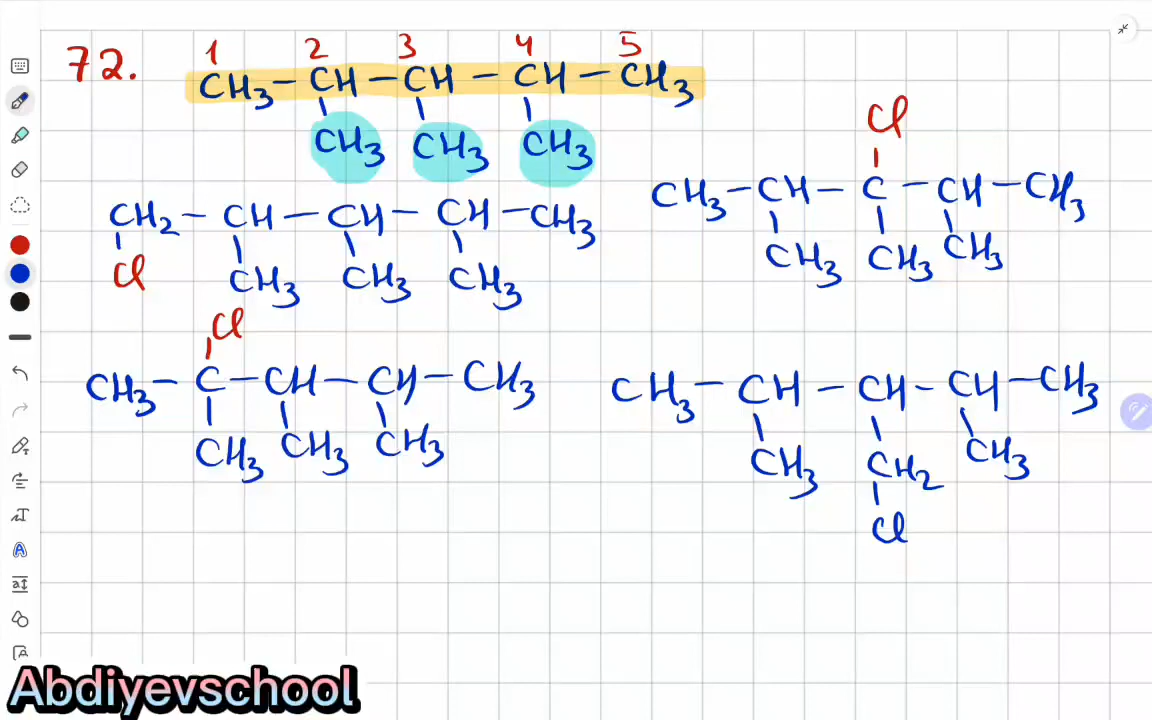 72.
1 2 3 4 5
CH3 – CH – CH – CH – CH3
CH3 CH3 CH3
CH2 – CH – CH – CH – CH3
Cl CH3 CH3 CH3
Cl
CH3 – CH – C – CH – CH3
CH3 CH3 CH3
Cl
CH3 – C – CH – CH – CH3
CH3 CH3 CH3
CH3 – CH – CH – CH – CH3
CH3 CH2 CH3
Cl
Abdiyevschool